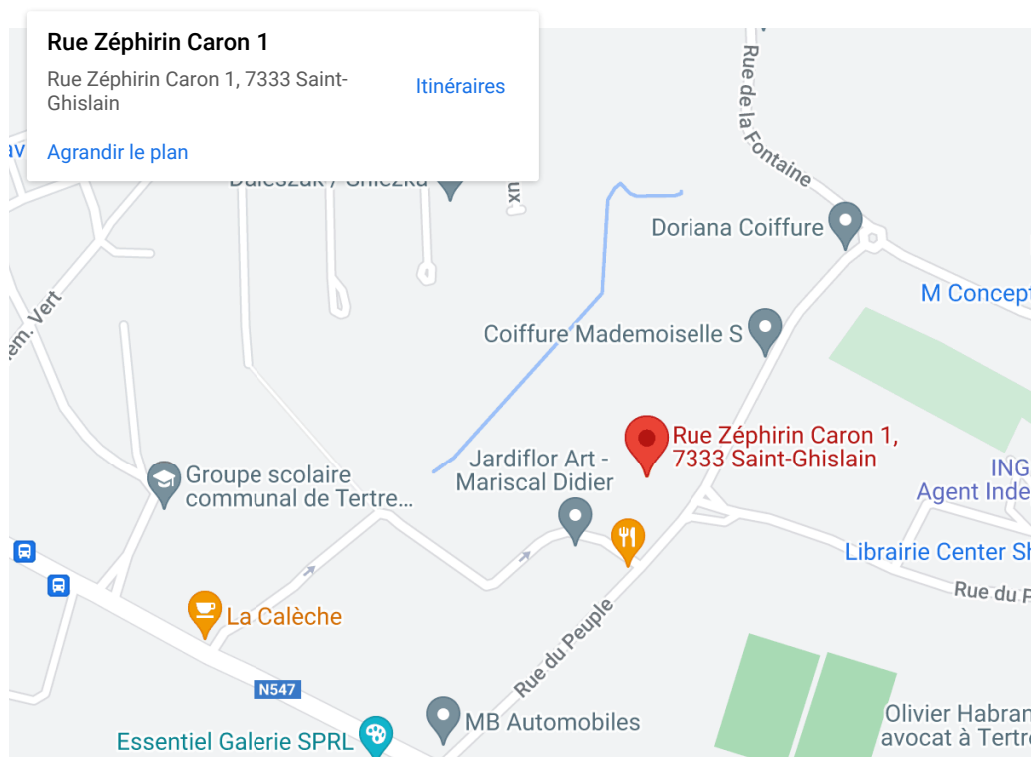 Rue Zéphirin Caron 1
Rue Zéphirin Caron 1, 7333 Saint-
Ghislain
Itinéraires
Agrandir le plan
Rue de la Fontaine
Doriana Coiffure
M Concept
Coiffure Mademoiselle S
em. Vert
Rue Zéphirin Caron 1,
7333 Saint-Ghislain
Jardiflor Art -
Mariscal Didier
Groupe scolaire
communal de Tertre...
ING
Agent Inde
Librairie Center Sh
Rue du P
La Calèche
Rue du Peuple
N547
MB Automobiles
Essentiel Galerie SPRL
Olivier Habran
avocat à Tertre